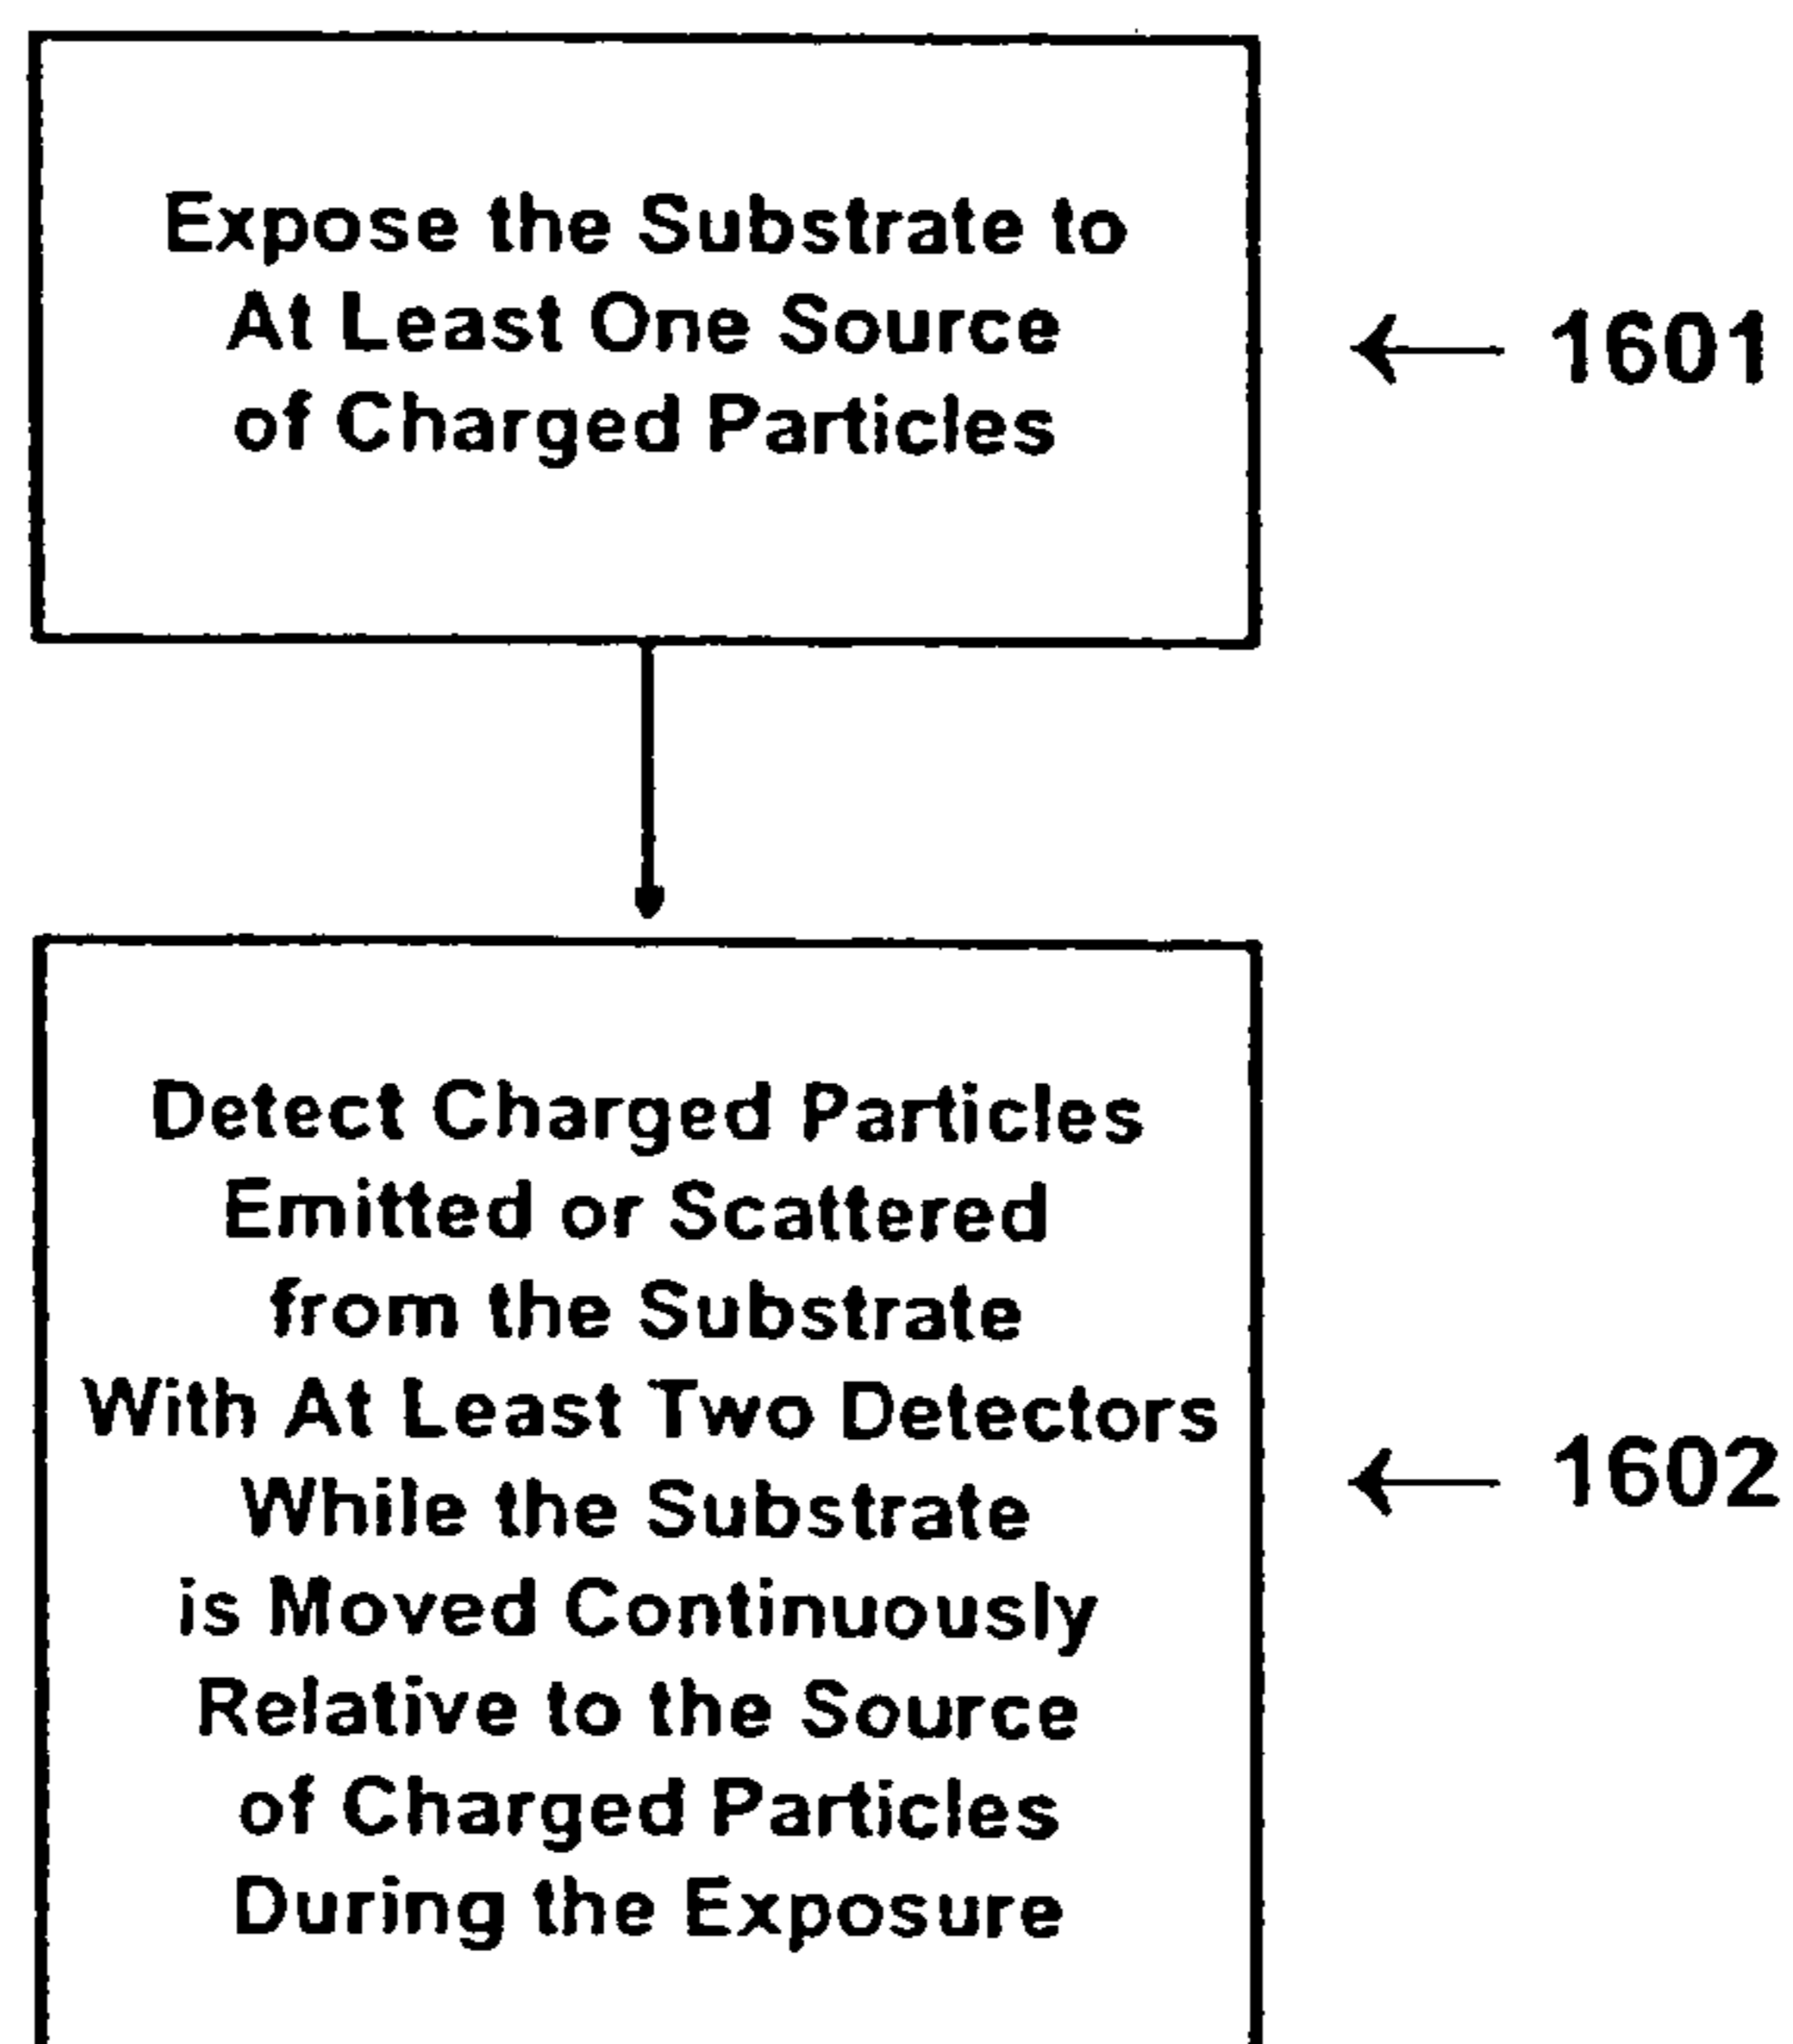 Expose the Substrate to
At Least One Source
of Charged Particles
1601
Detect Charged Particles
Emitted or Scattered
from the Substrate
With At Least Two Detectors
While the Substrate
is Moved Continuously
Relative to the Source
of Charged Particles
During the Exposure
1602